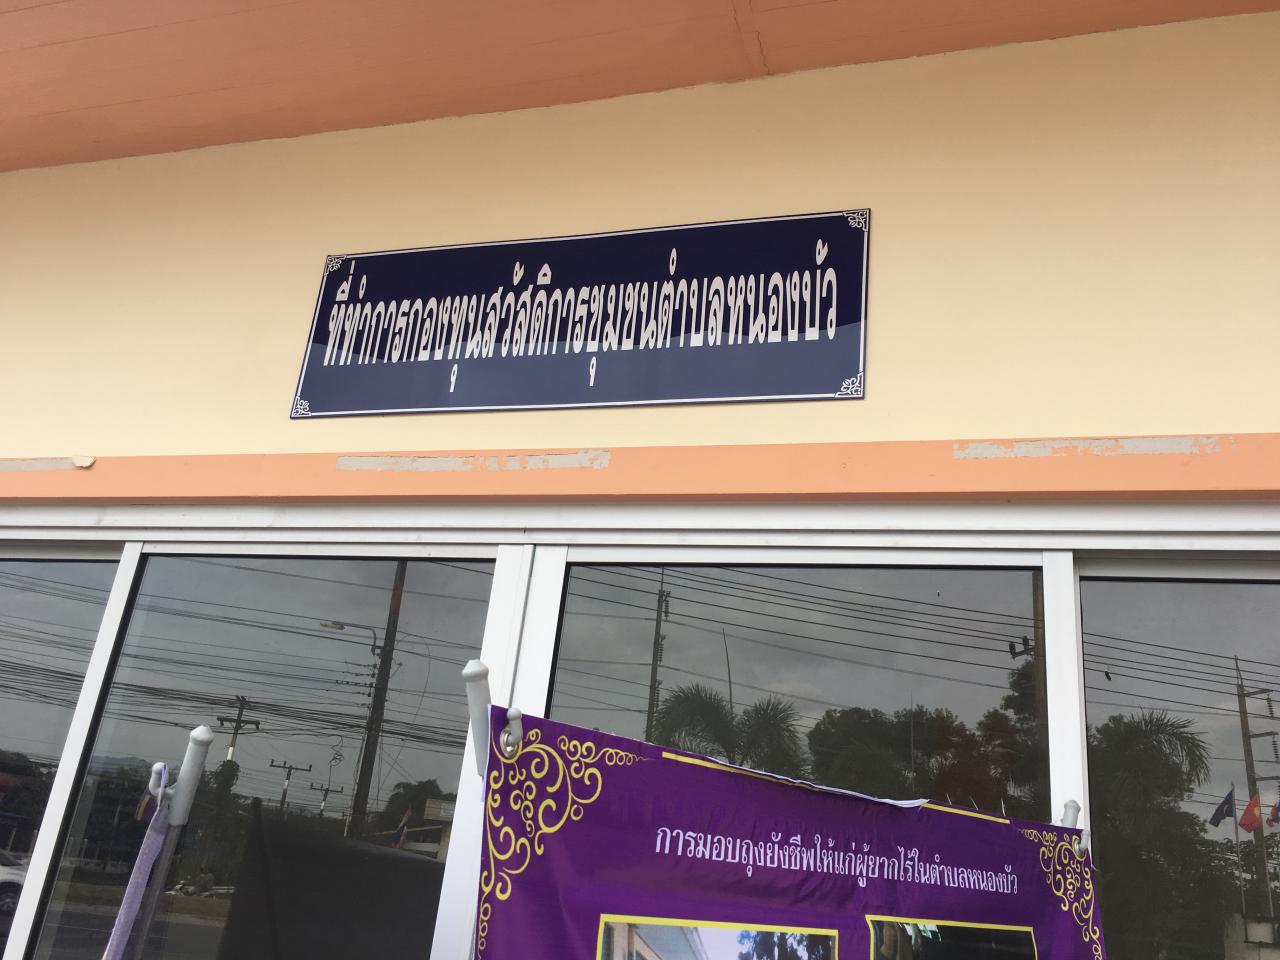 ที่ทำการกองทุนสวัสดิการชุมชนตำบลหนองบัว
การมอบถุงยังชีพให้แก่ผู้ยากไร้ในตำบลหนองบัว